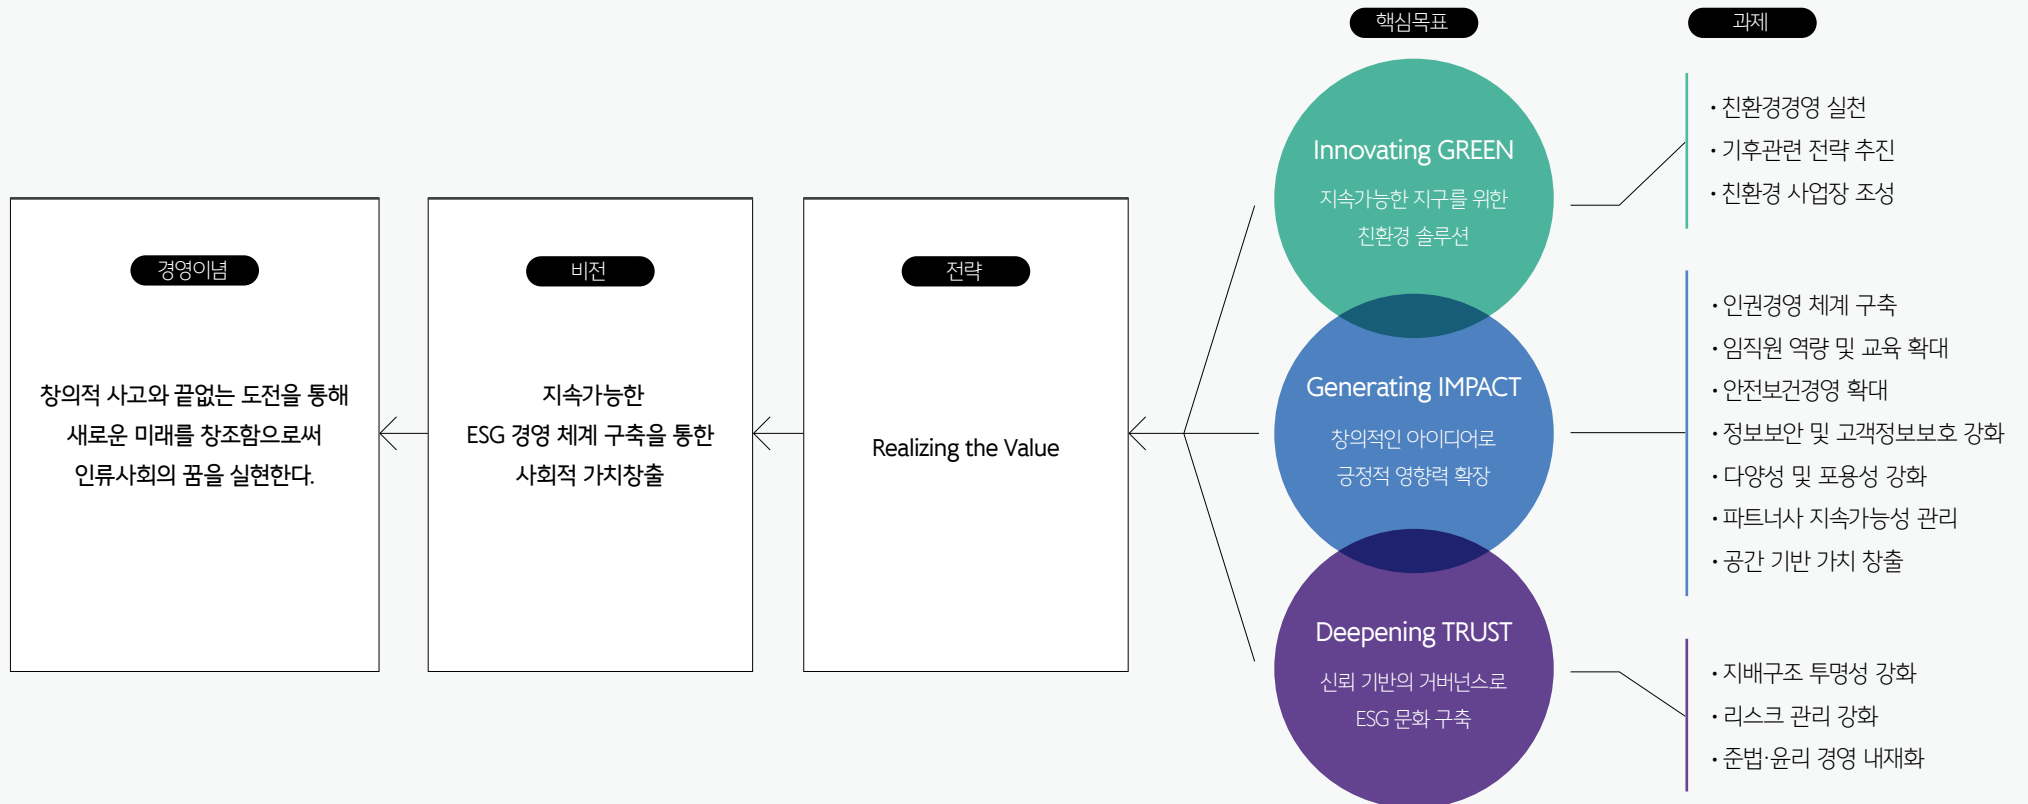 경영이념
창의적 사고와 끝없는 도전을 통해
새로운 미래를 창조함으로써
인류사회의 꿈을 실현한다.
비전
지속가능한
ESG 경영 체계 구축을 통한
사회적 가치창출
전략
Realizing the Value
핵심목표
Innovating GREEN
지속가능한 지구를 위한
친환경 솔루션
Generating IMPACT
창의적인 아이디어로
긍정적 영향력 확장
Deepening TRUST
신뢰 기반의 거버넌스로
ESG 문화 구축
과제
· 친환경경영 실천
· 기후관련 전략 추진
· 친환경 사업장 조성
· 인권경영 체계 구축
· 임직원 역량 및 교육 확대
· 안전보건경영 확대
· 정보보안 및 고객정보보호 강화
· 다양성 및 포용성 강화
· 파트너사 지속가능성 관리
· 공간 기반 가치 창출
· 지배구조 투명성 강화
· 리스크 관리 강화
· 준법·윤리 경영 내재화